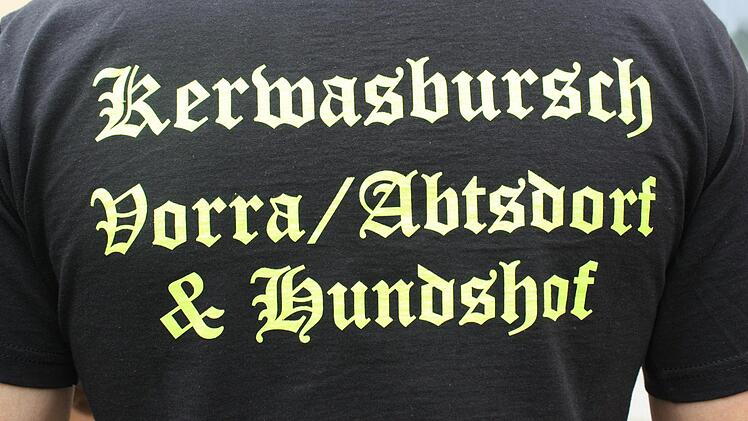 Kerwasbursch
Vorra/Abtsdorf
& Hundshof